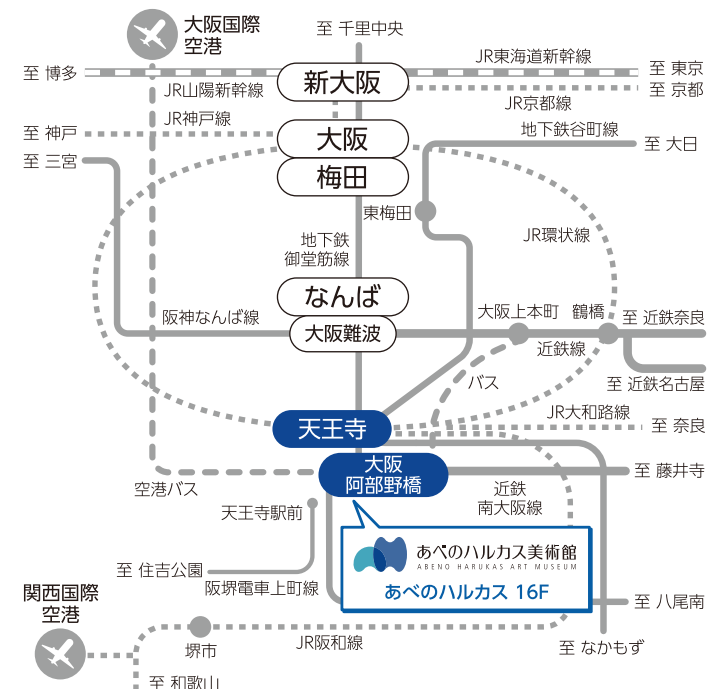 大阪国際
空港
至 千里中央
至 博多
JR山陽新幹線
新大阪
JR東海道新幹線
至 東京
至 京都
JR京都線
JR神戸線
至 神戸
至 三宮
大阪
梅田
地下鉄谷町線
至 大日
東梅田
JR環状線
地下鉄
御堂筋線
なんば
大阪難波
阪神なんば線
大阪上本町
鶴橋
至 近鉄奈良
近鉄線
バス
至 近鉄名古屋
JR大和路線
至 奈良
天王寺
大阪
阿部野橋
至 藤井寺
空港バス
近鉄
南大阪線
天王寺駅前
あべのハルカス美術館
ABENO HARUKAS ART MUSEUM
あべのハルカス 16F
至 住吉公園
阪堺電車上町線
関西国際
空港
至 八尾南
堺市
JR阪和線
至 なかもず
至 和歌山